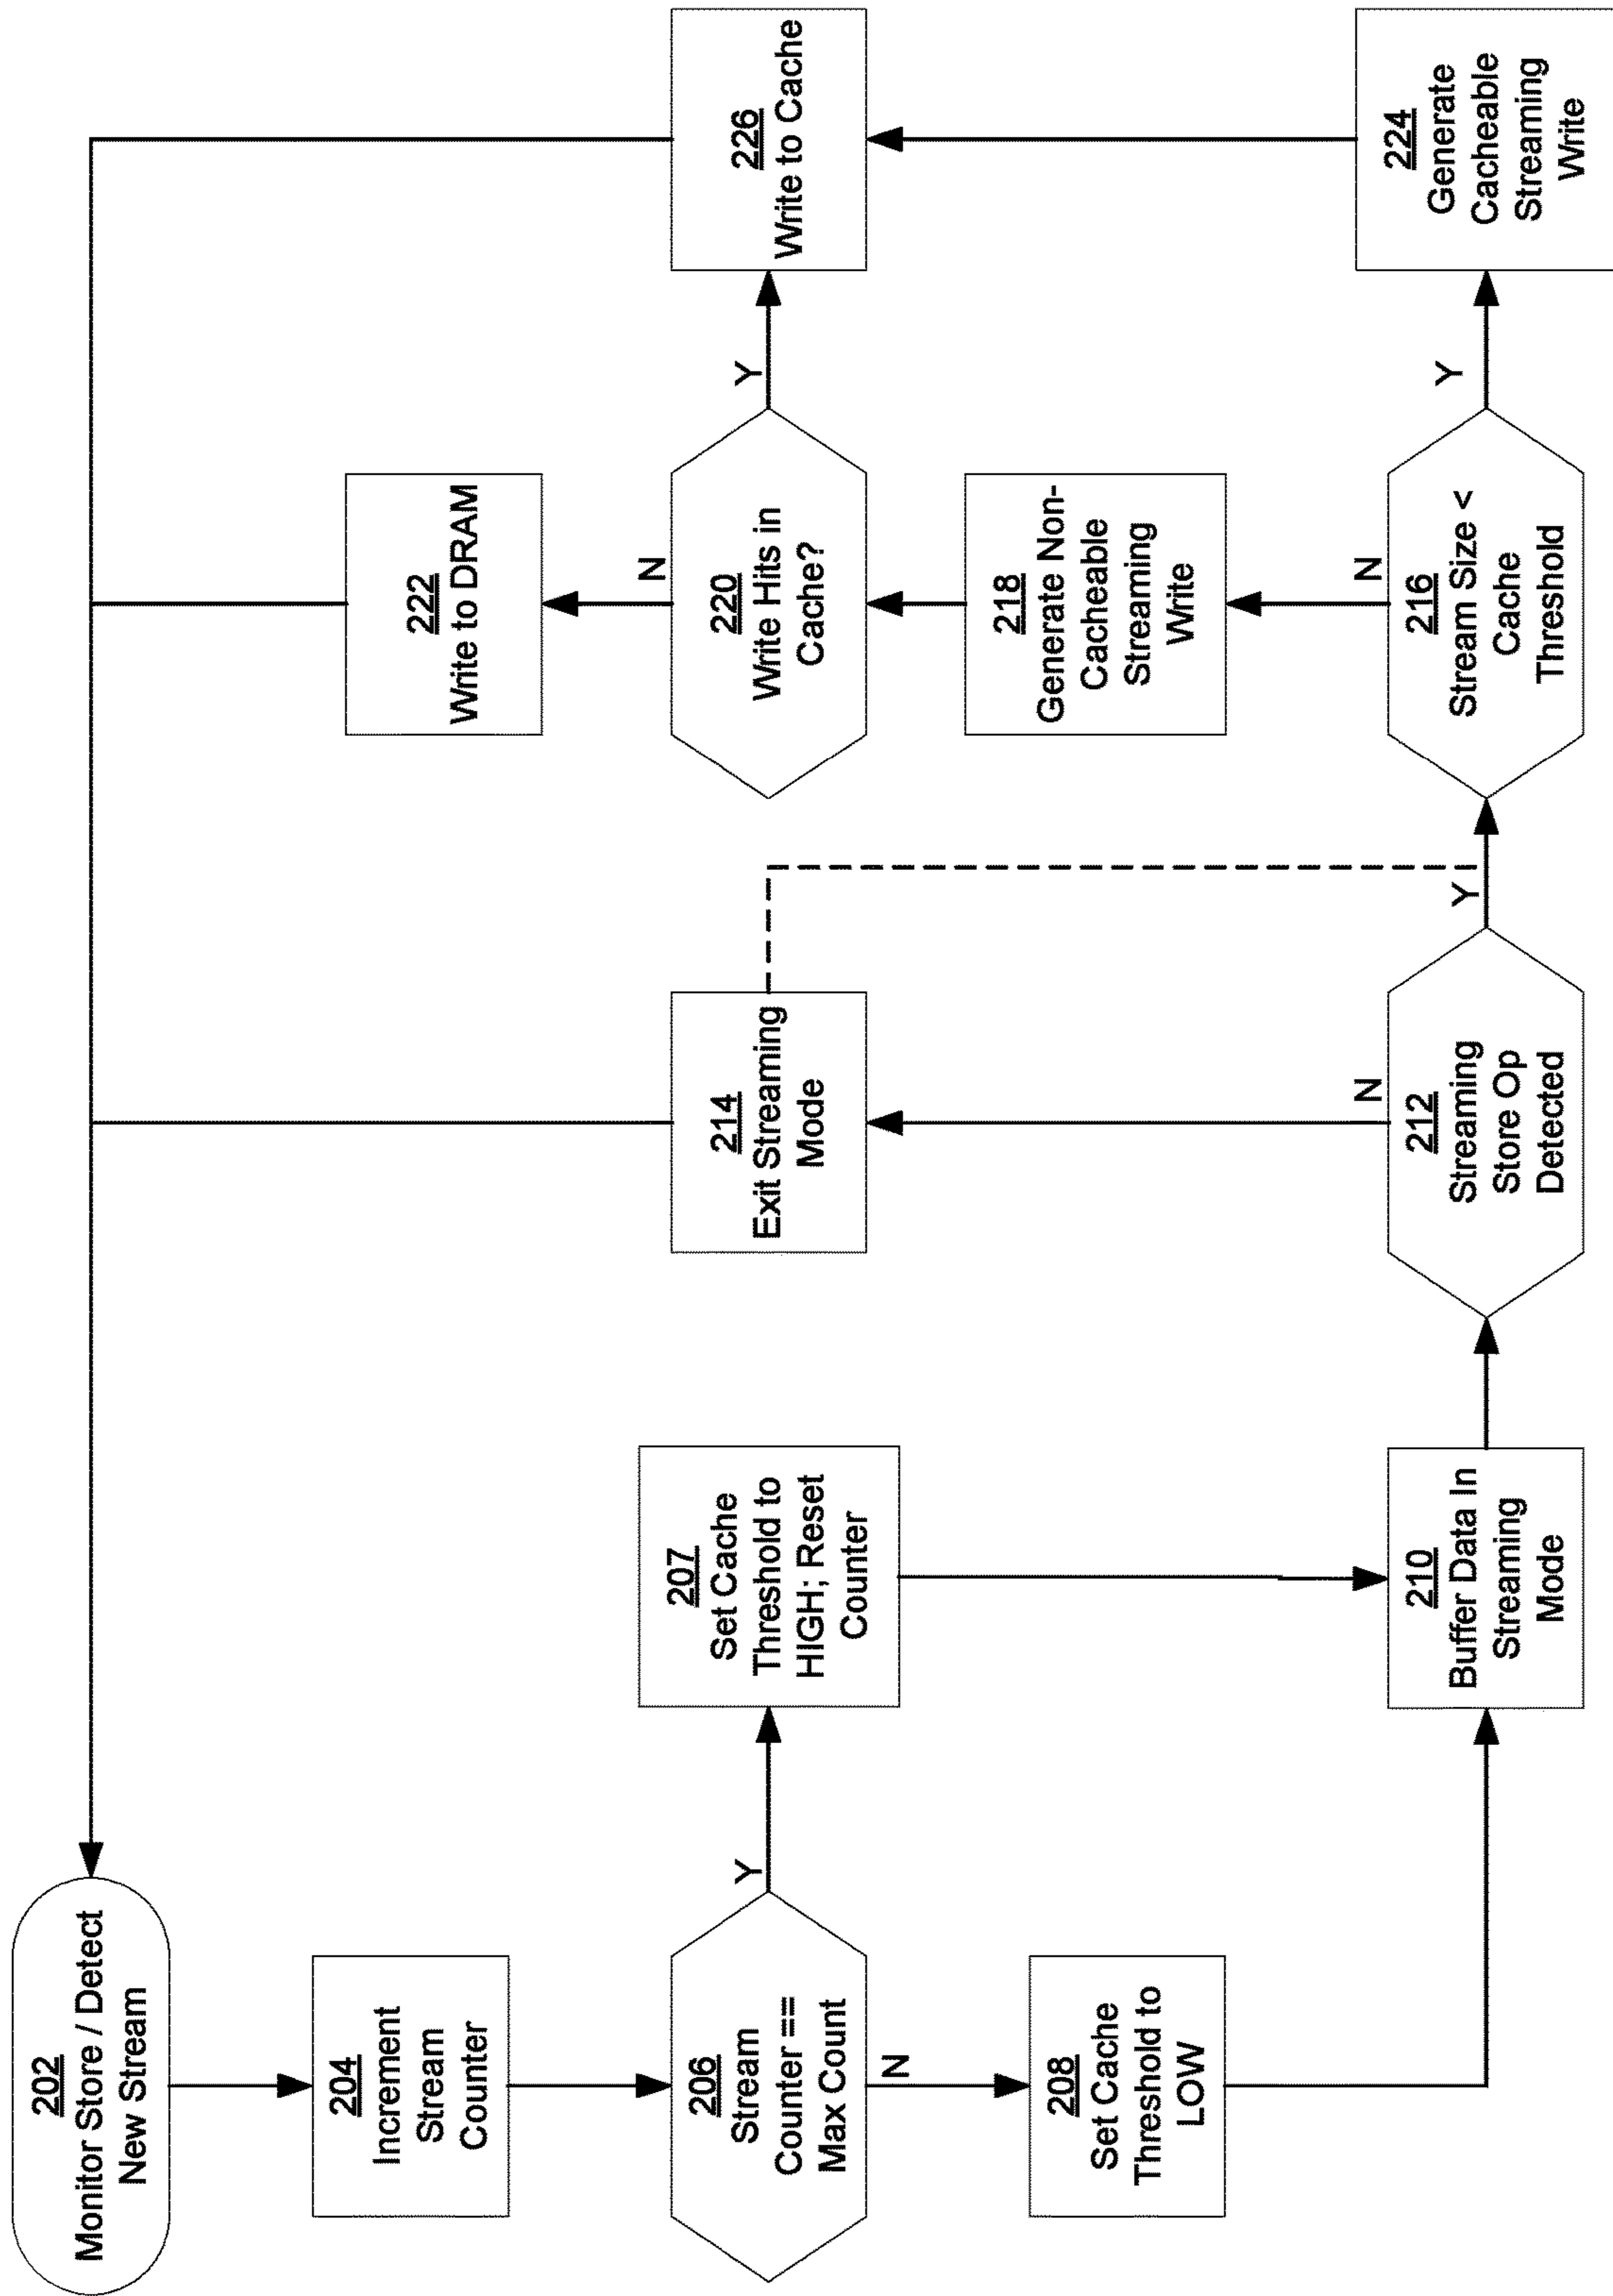 202
Monitor Store / Detect
New Stream
204
Increment
Stream
Counter
206
Stream
Counter ==
Max Count
Y
N
207
Set Cache
Threshold to
HIGH; Reset
Counter
208
Set Cache
Threshold to
LOW
210
Buffer Data In
Streaming
Mode
212
Streaming
Store Op
Detected
N
Y
214
Exit Streaming
Mode
216
Stream Size <
Cache
Threshold
N
Y
218
Generate Non-
Cacheable
Streaming
Write
220
Write Hits in
Cache?
N
Y
222
Write to DRAM
224
Generate
Cacheable
Streaming
Write
226
Write to Cache